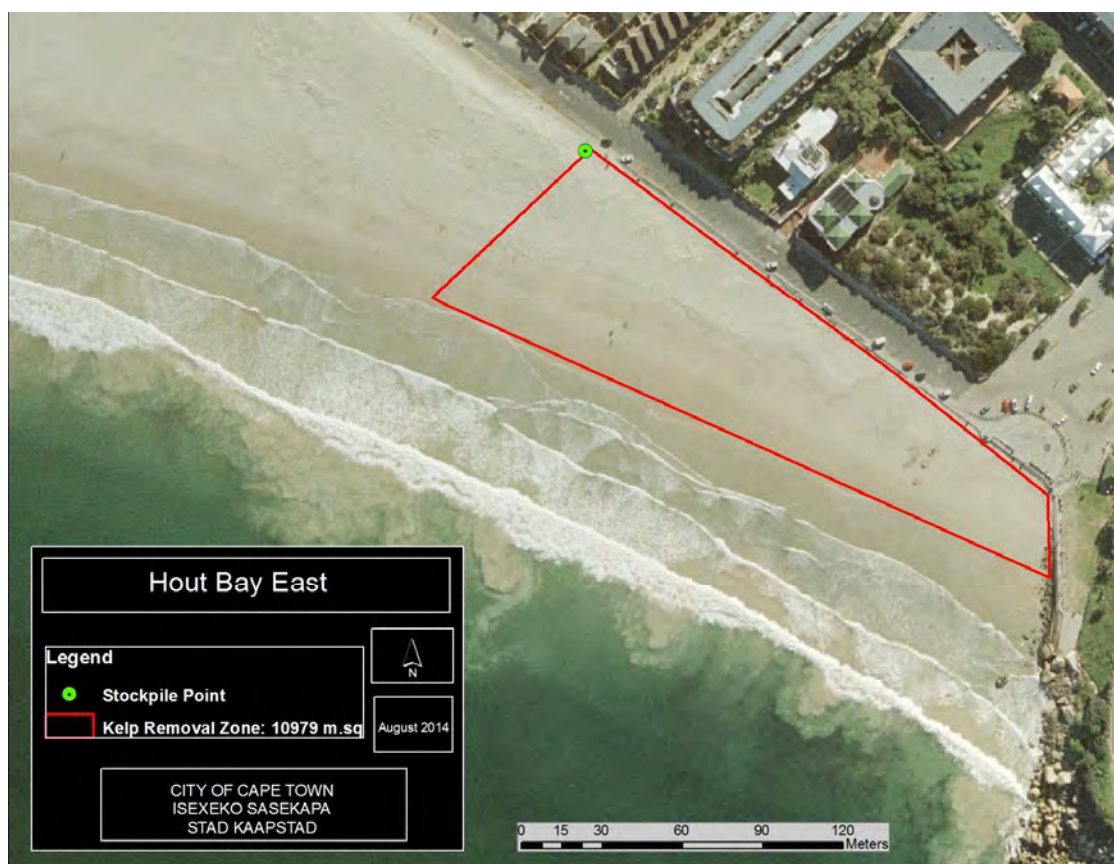 Hout Bay East
Legend
Stockpile Point
Kelp Removal Zone: 10979 m.sq
N
August 2014
CITY OF CAPE TOWN
ISEXEKO SASEKAPA
STAD KAAPSTAD
0 15 30 60 90 120
Meters